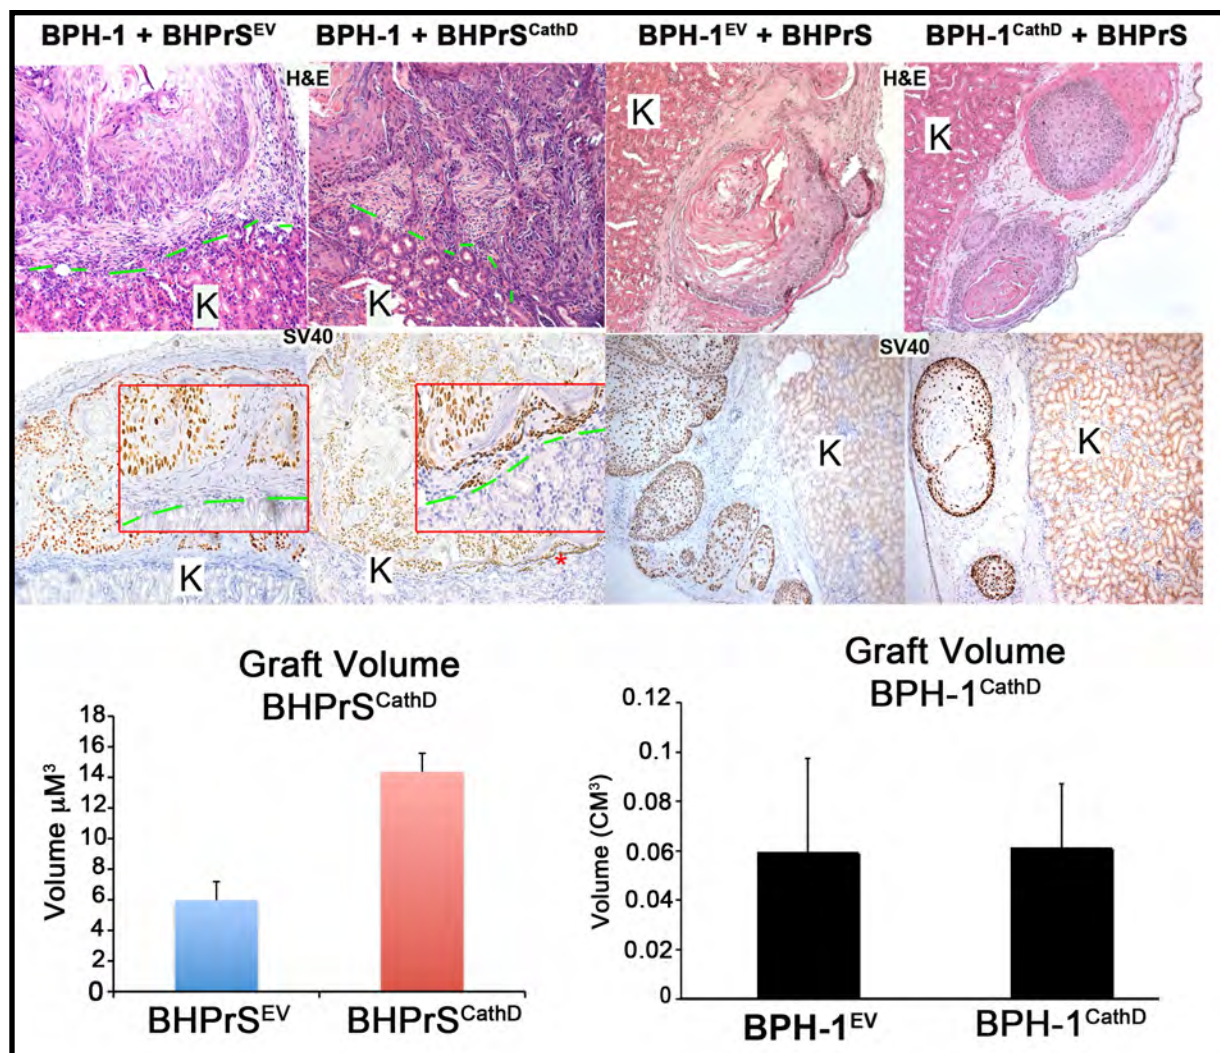 BPH-1 + BHPrS^EV
BPH-1 + BHPrS^CathD
BPH-1^EV + BHPrS
BPH-1^CathD + BHPrS
H&E
H&E
K
K
K
K
SV40
SV40
K
K
K
K
*
Graft Volume
BHPrS^CathD
Volume µM³
18
16
14
12
10
8
6
4
2
0
BHPrS^EV
BHPrS^CathD
Graft Volume
BPH-1^CathD
Volume (CM³)
0.12
0.1
0.08
0.06
0.04
0.02
0
BPH-1^EV
BPH-1^CathD